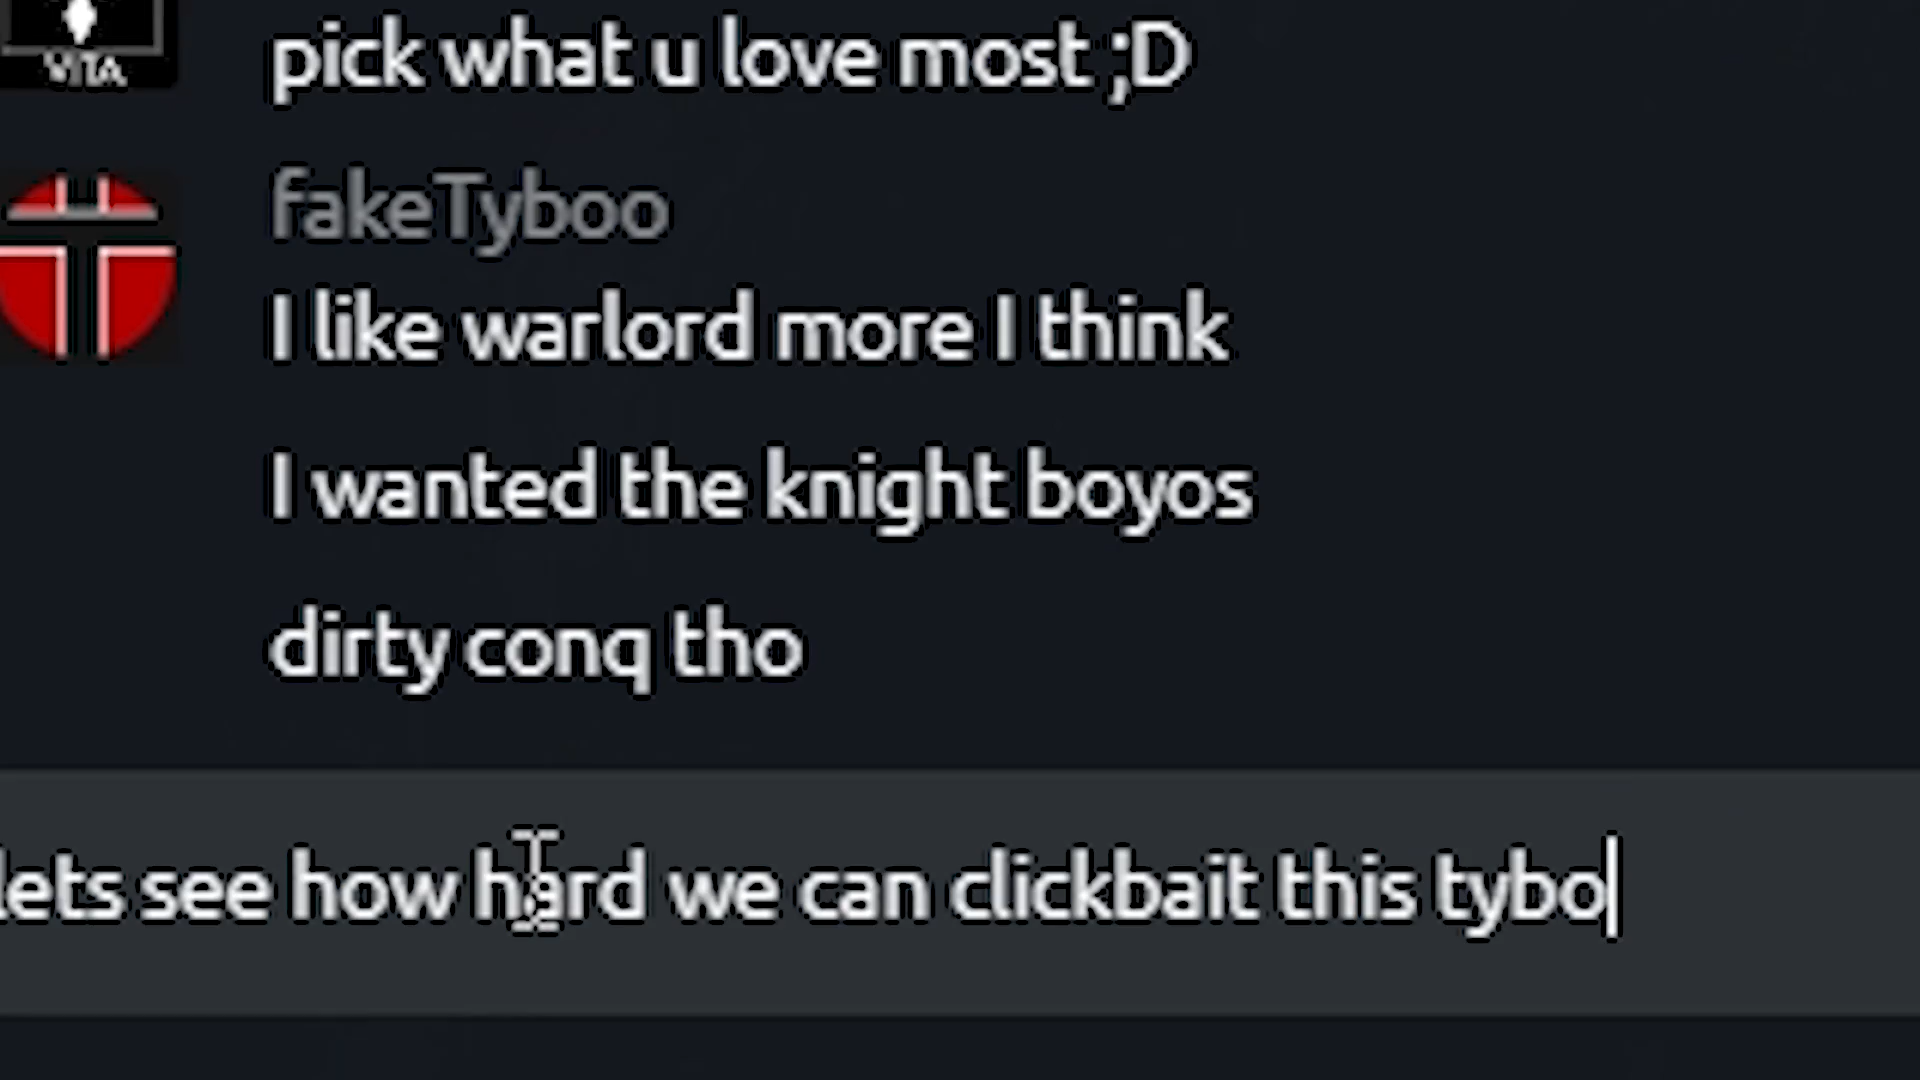 VITA
pick what u love most ;D
fakeTyboo
I like warlord more I think
I wanted the knight boyos
dirty conq tho
lets see how hard we can clickbait this tybo